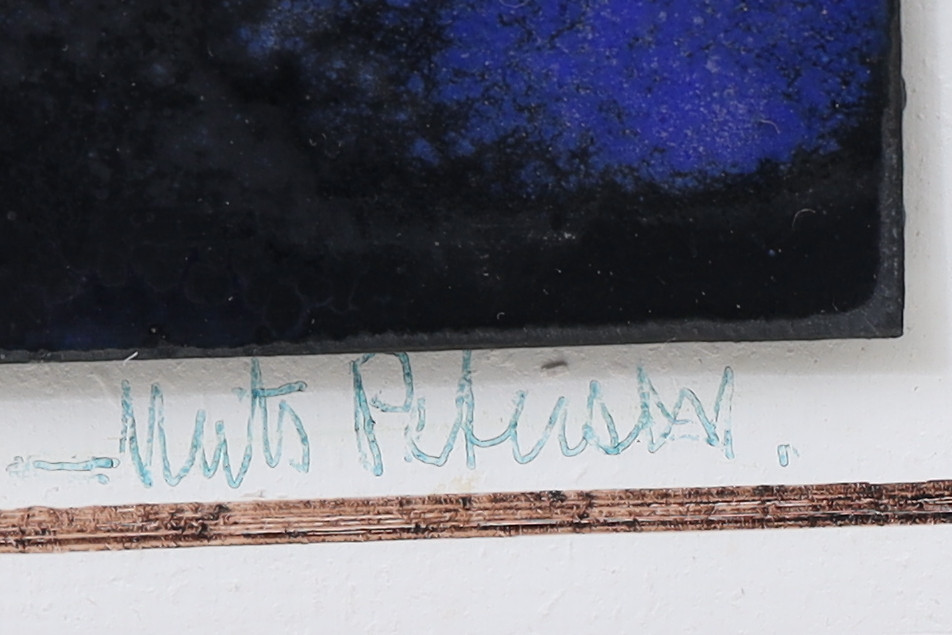 – Mats Petersson .